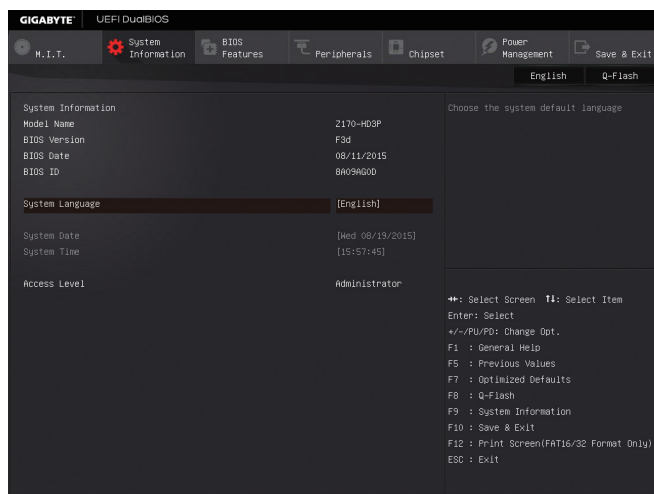 GIGABYTE™ UEFI DualBIOS
M.I.T. System Information BIOS Features Peripherals Chipset Power Management Save & Exit
English Q-Flash
System Information
Model Name Z170-HD3P
BIOS Version F3d
BIOS Date 08/11/2015
BIOS ID 8A09AG0D
System Language [English]
System Date [Wed 08/19/2015]
System Time [15:57:45]
Access Level Administrator
Choose the system default language
→←: Select Screen ↑↓: Select Item
Enter: Select
+/-/PU/PD: Change Opt.
F1 : General Help
F5 : Previous Values
F7 : Optimized Defaults
F8 : Q-Flash
F9 : System Information
F10 : Save & Exit
F12 : Print Screen(FAT16/32 Format Only)
ESC : Exit